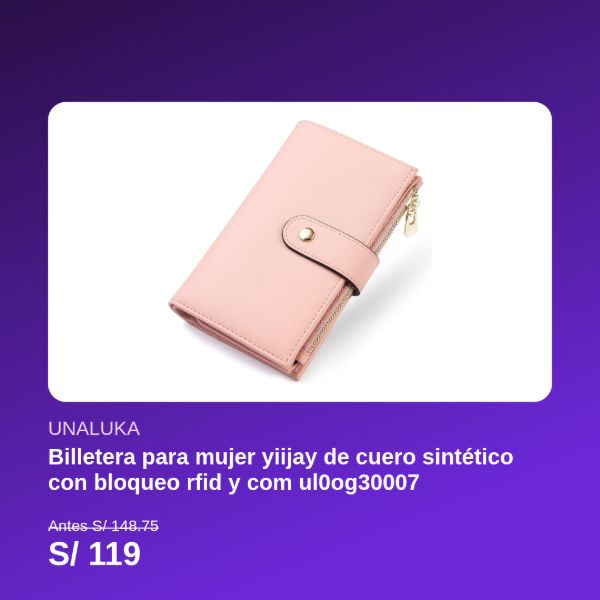 UNALUKA
Billetera para mujer yiijay de cuero sintético
con bloqueo rfid y com ul0og30007
Antes S/ 148.75
S/ 119